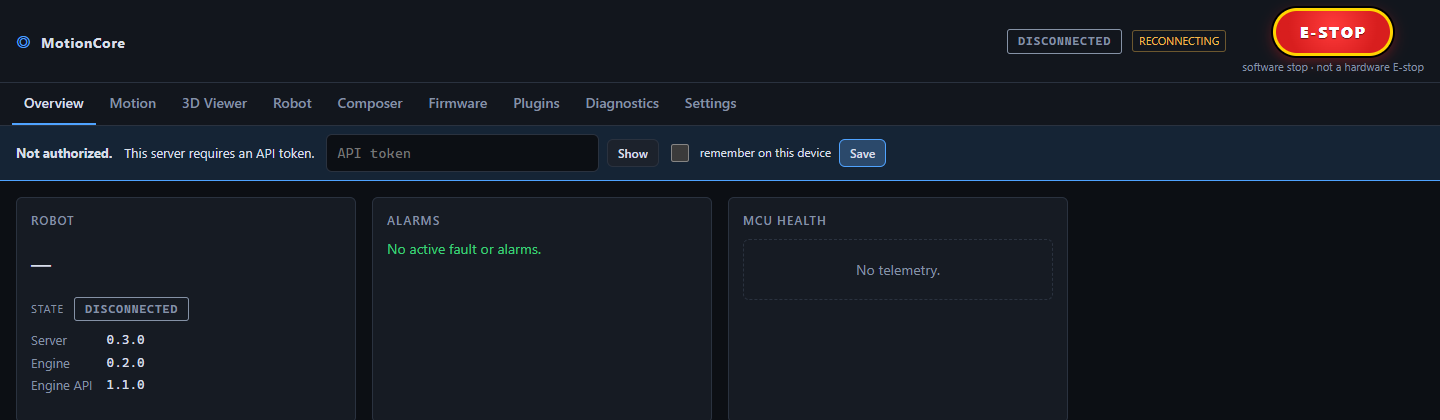 MotionCore
DISCONNECTED
RECONNECTING
E-STOP
software stop · not a hardware E-stop
Overview Motion 3D Viewer Robot Composer Firmware Plugins Diagnostics Settings
Not authorized. This server requires an API token. API token Show remember on this device Save
ROBOT
—
STATE DISCONNECTED
Server 0.3.0
Engine 0.2.0
Engine API 1.1.0
ALARMS
No active fault or alarms.
MCU HEALTH
No telemetry.